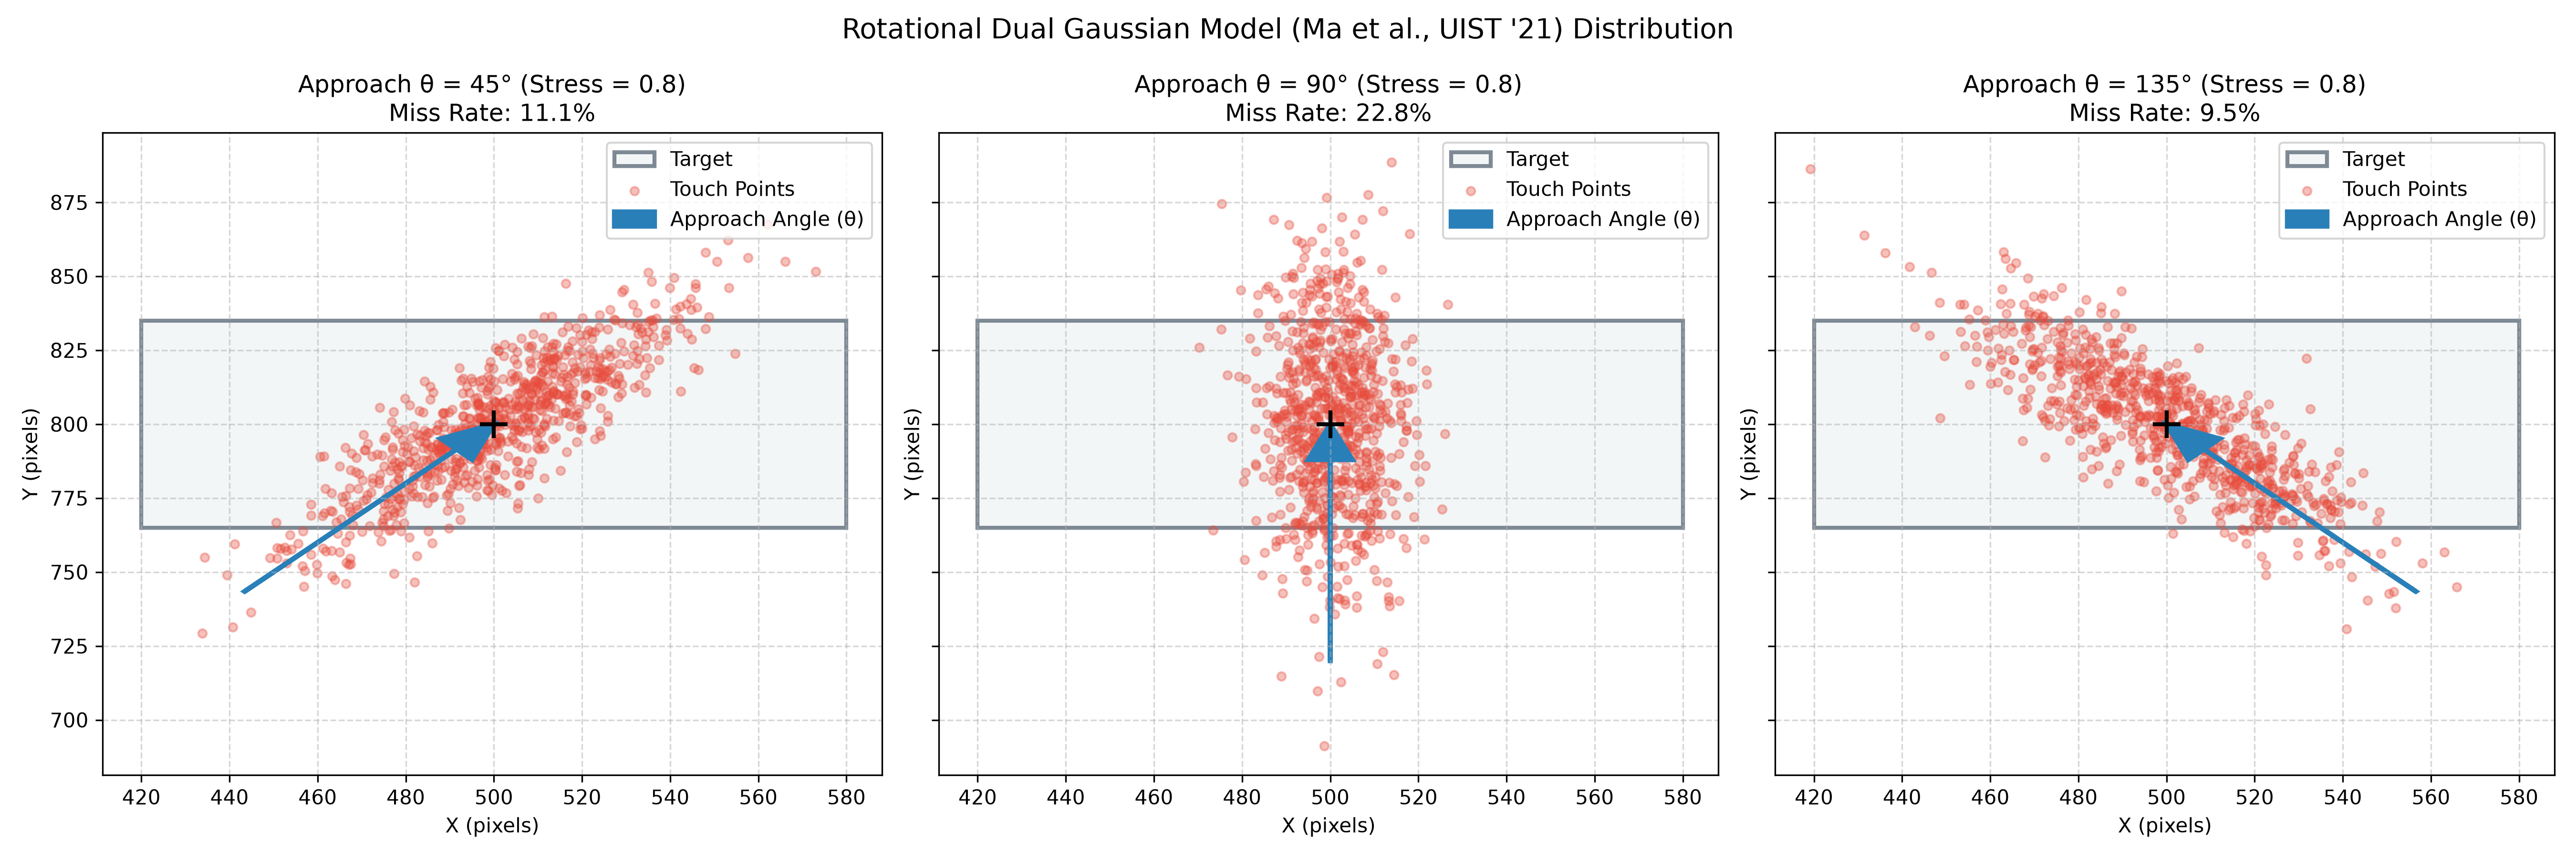 Rotational Dual Gaussian Model (Ma et al., UIST '21) Distribution
Approach θ = 45° (Stress = 0.8)
Miss Rate: 11.1%
Target
Touch Points
Approach Angle (θ)
875
850
825
800
775
750
725
700
Y (pixels)
420 440 460 480 500 520 540 560 580
X (pixels)
Approach θ = 90° (Stress = 0.8)
Miss Rate: 22.8%
Target
Touch Points
Approach Angle (θ)
Y (pixels)
420 440 460 480 500 520 540 560 580
X (pixels)
Approach θ = 135° (Stress = 0.8)
Miss Rate: 9.5%
Target
Touch Points
Approach Angle (θ)
Y (pixels)
420 440 460 480 500 520 540 560 580
X (pixels)